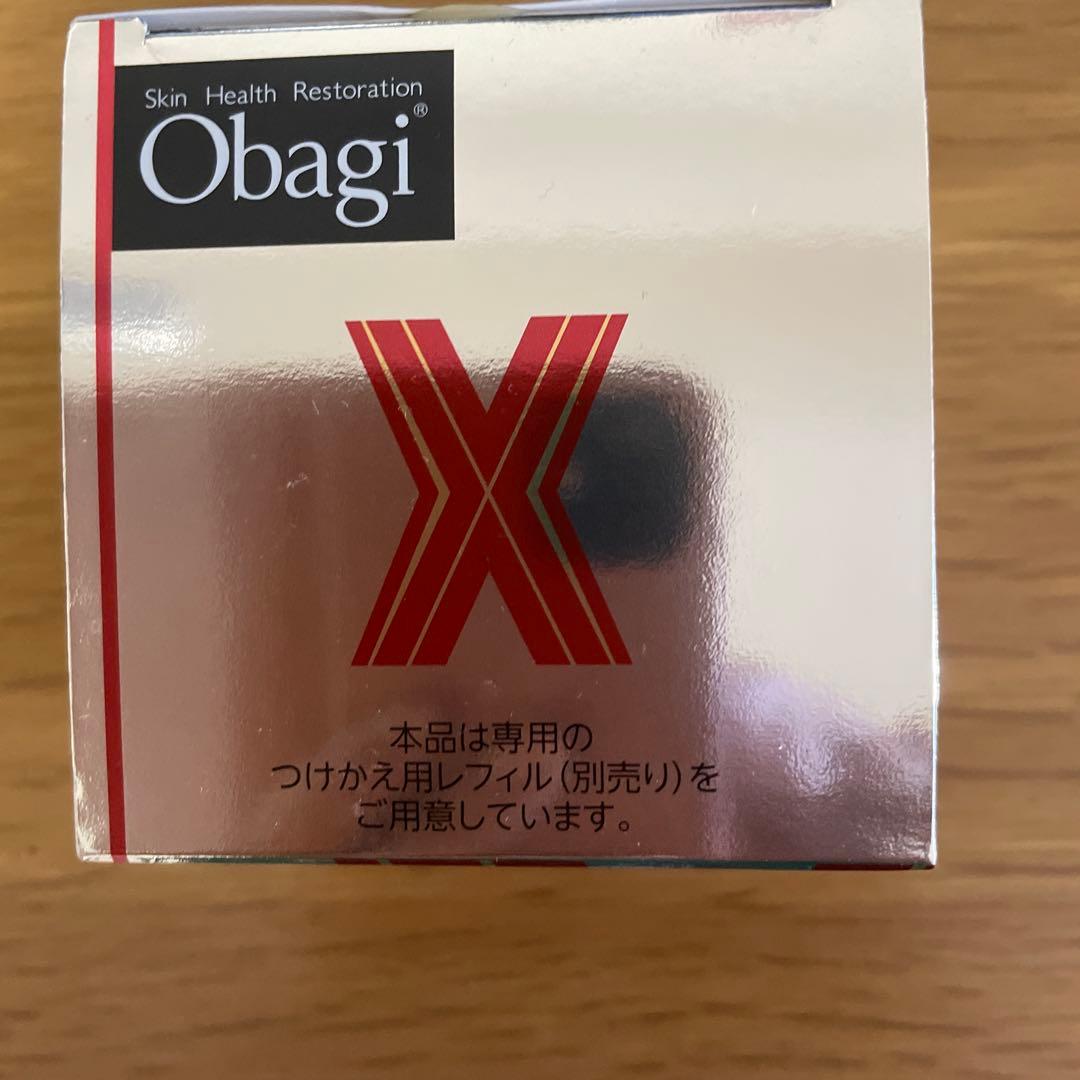 Skin Health Restoration
Obagi®
X
本品は専用の
つけかえ用レフィル(別売り)を
ご用意しています。